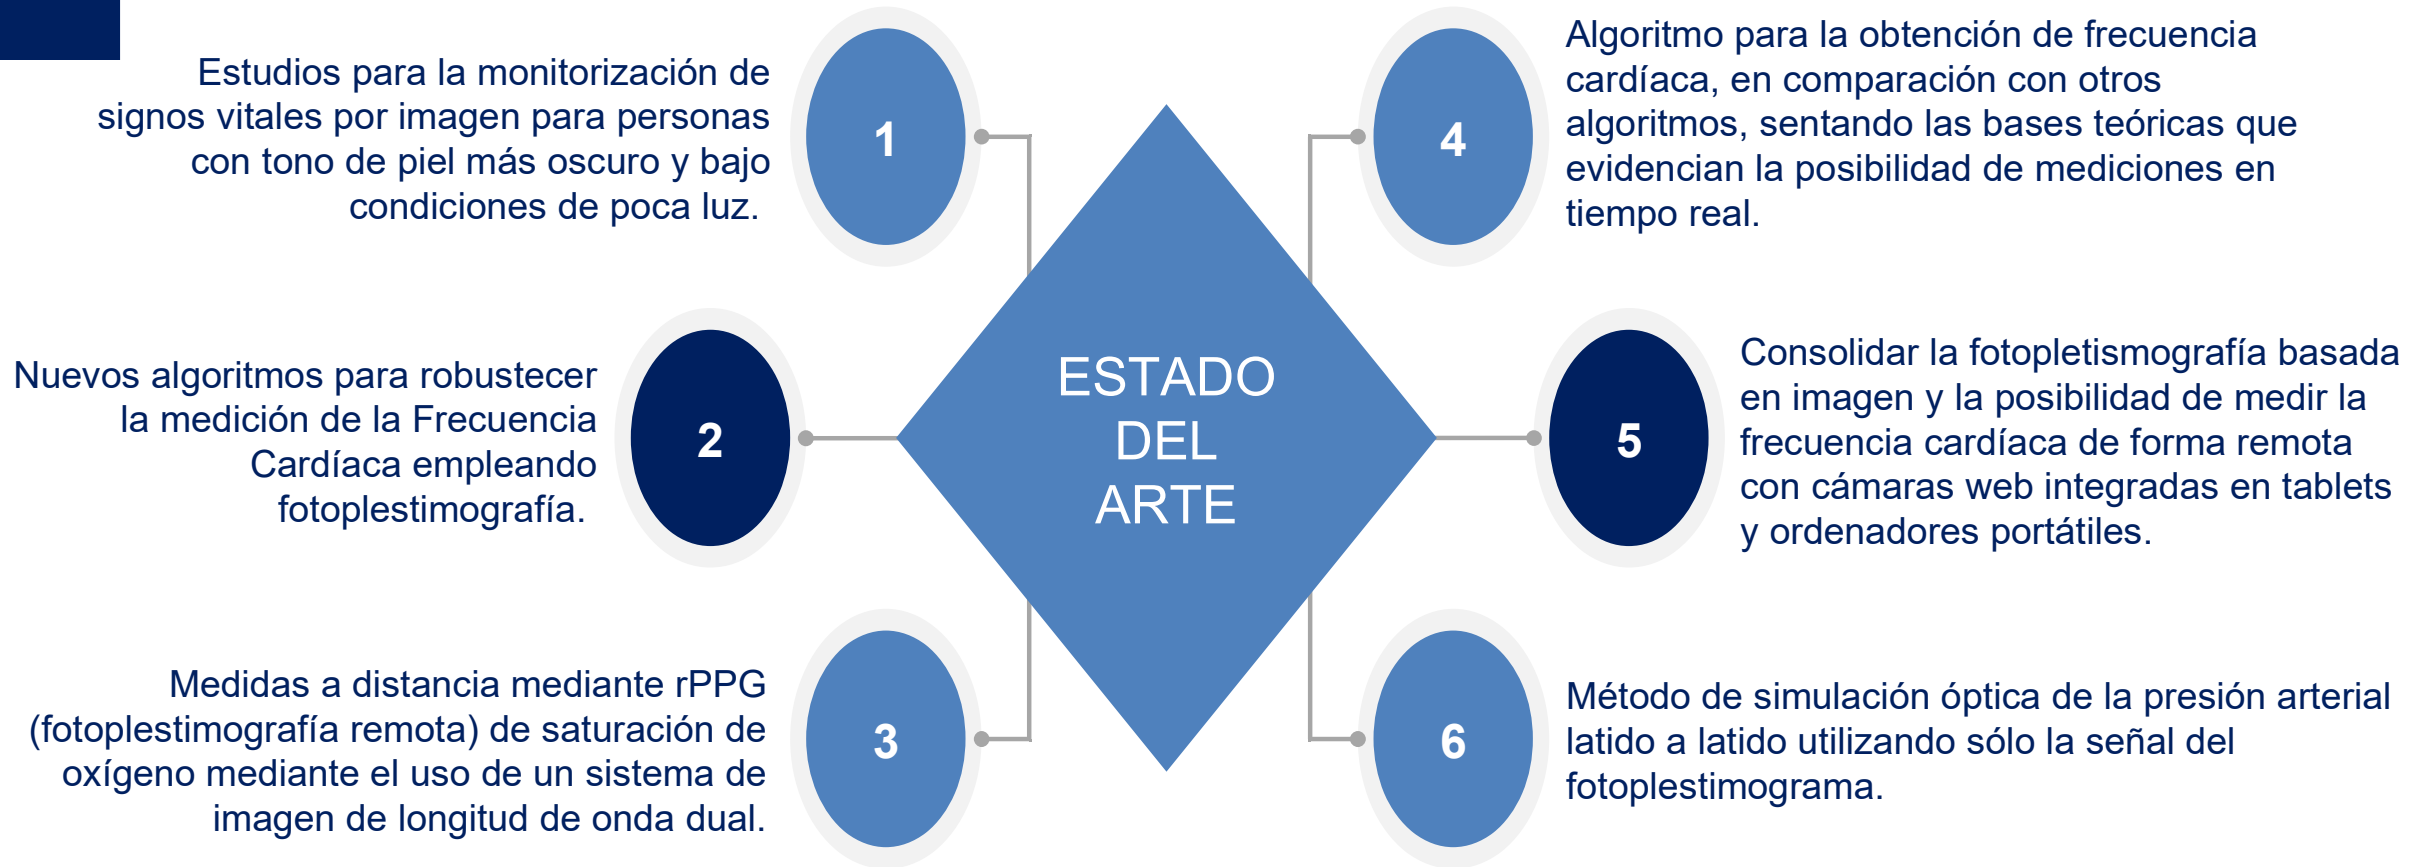 Estudios para la monitorización de
signos vitales por imagen para personas
con tono de piel más oscuro y bajo
condiciones de poca luz.
1
Nuevos algoritmos para robustecer
la medición de la Frecuencia
Cardíaca empleando
fotoplestimografía.
2
Medidas a distancia mediante rPPG
(fotoplestimografía remota) de saturación de
oxígeno mediante el uso de un sistema de
imagen de longitud de onda dual.
3
ESTADO
DEL
ARTE
4
Algoritmo para la obtención de frecuencia
cardíaca, en comparación con otros
algoritmos, sentando las bases teóricas que
evidencian la posibilidad de mediciones en
tiempo real.
5
Consolidar la fotopletismografía basada
en imagen y la posibilidad de medir la
frecuencia cardíaca de forma remota
con cámaras web integradas en tablets
y ordenadores portátiles.
6
Método de simulación óptica de la presión arterial
latido a latido utilizando sólo la señal del
fotoplestimograma.